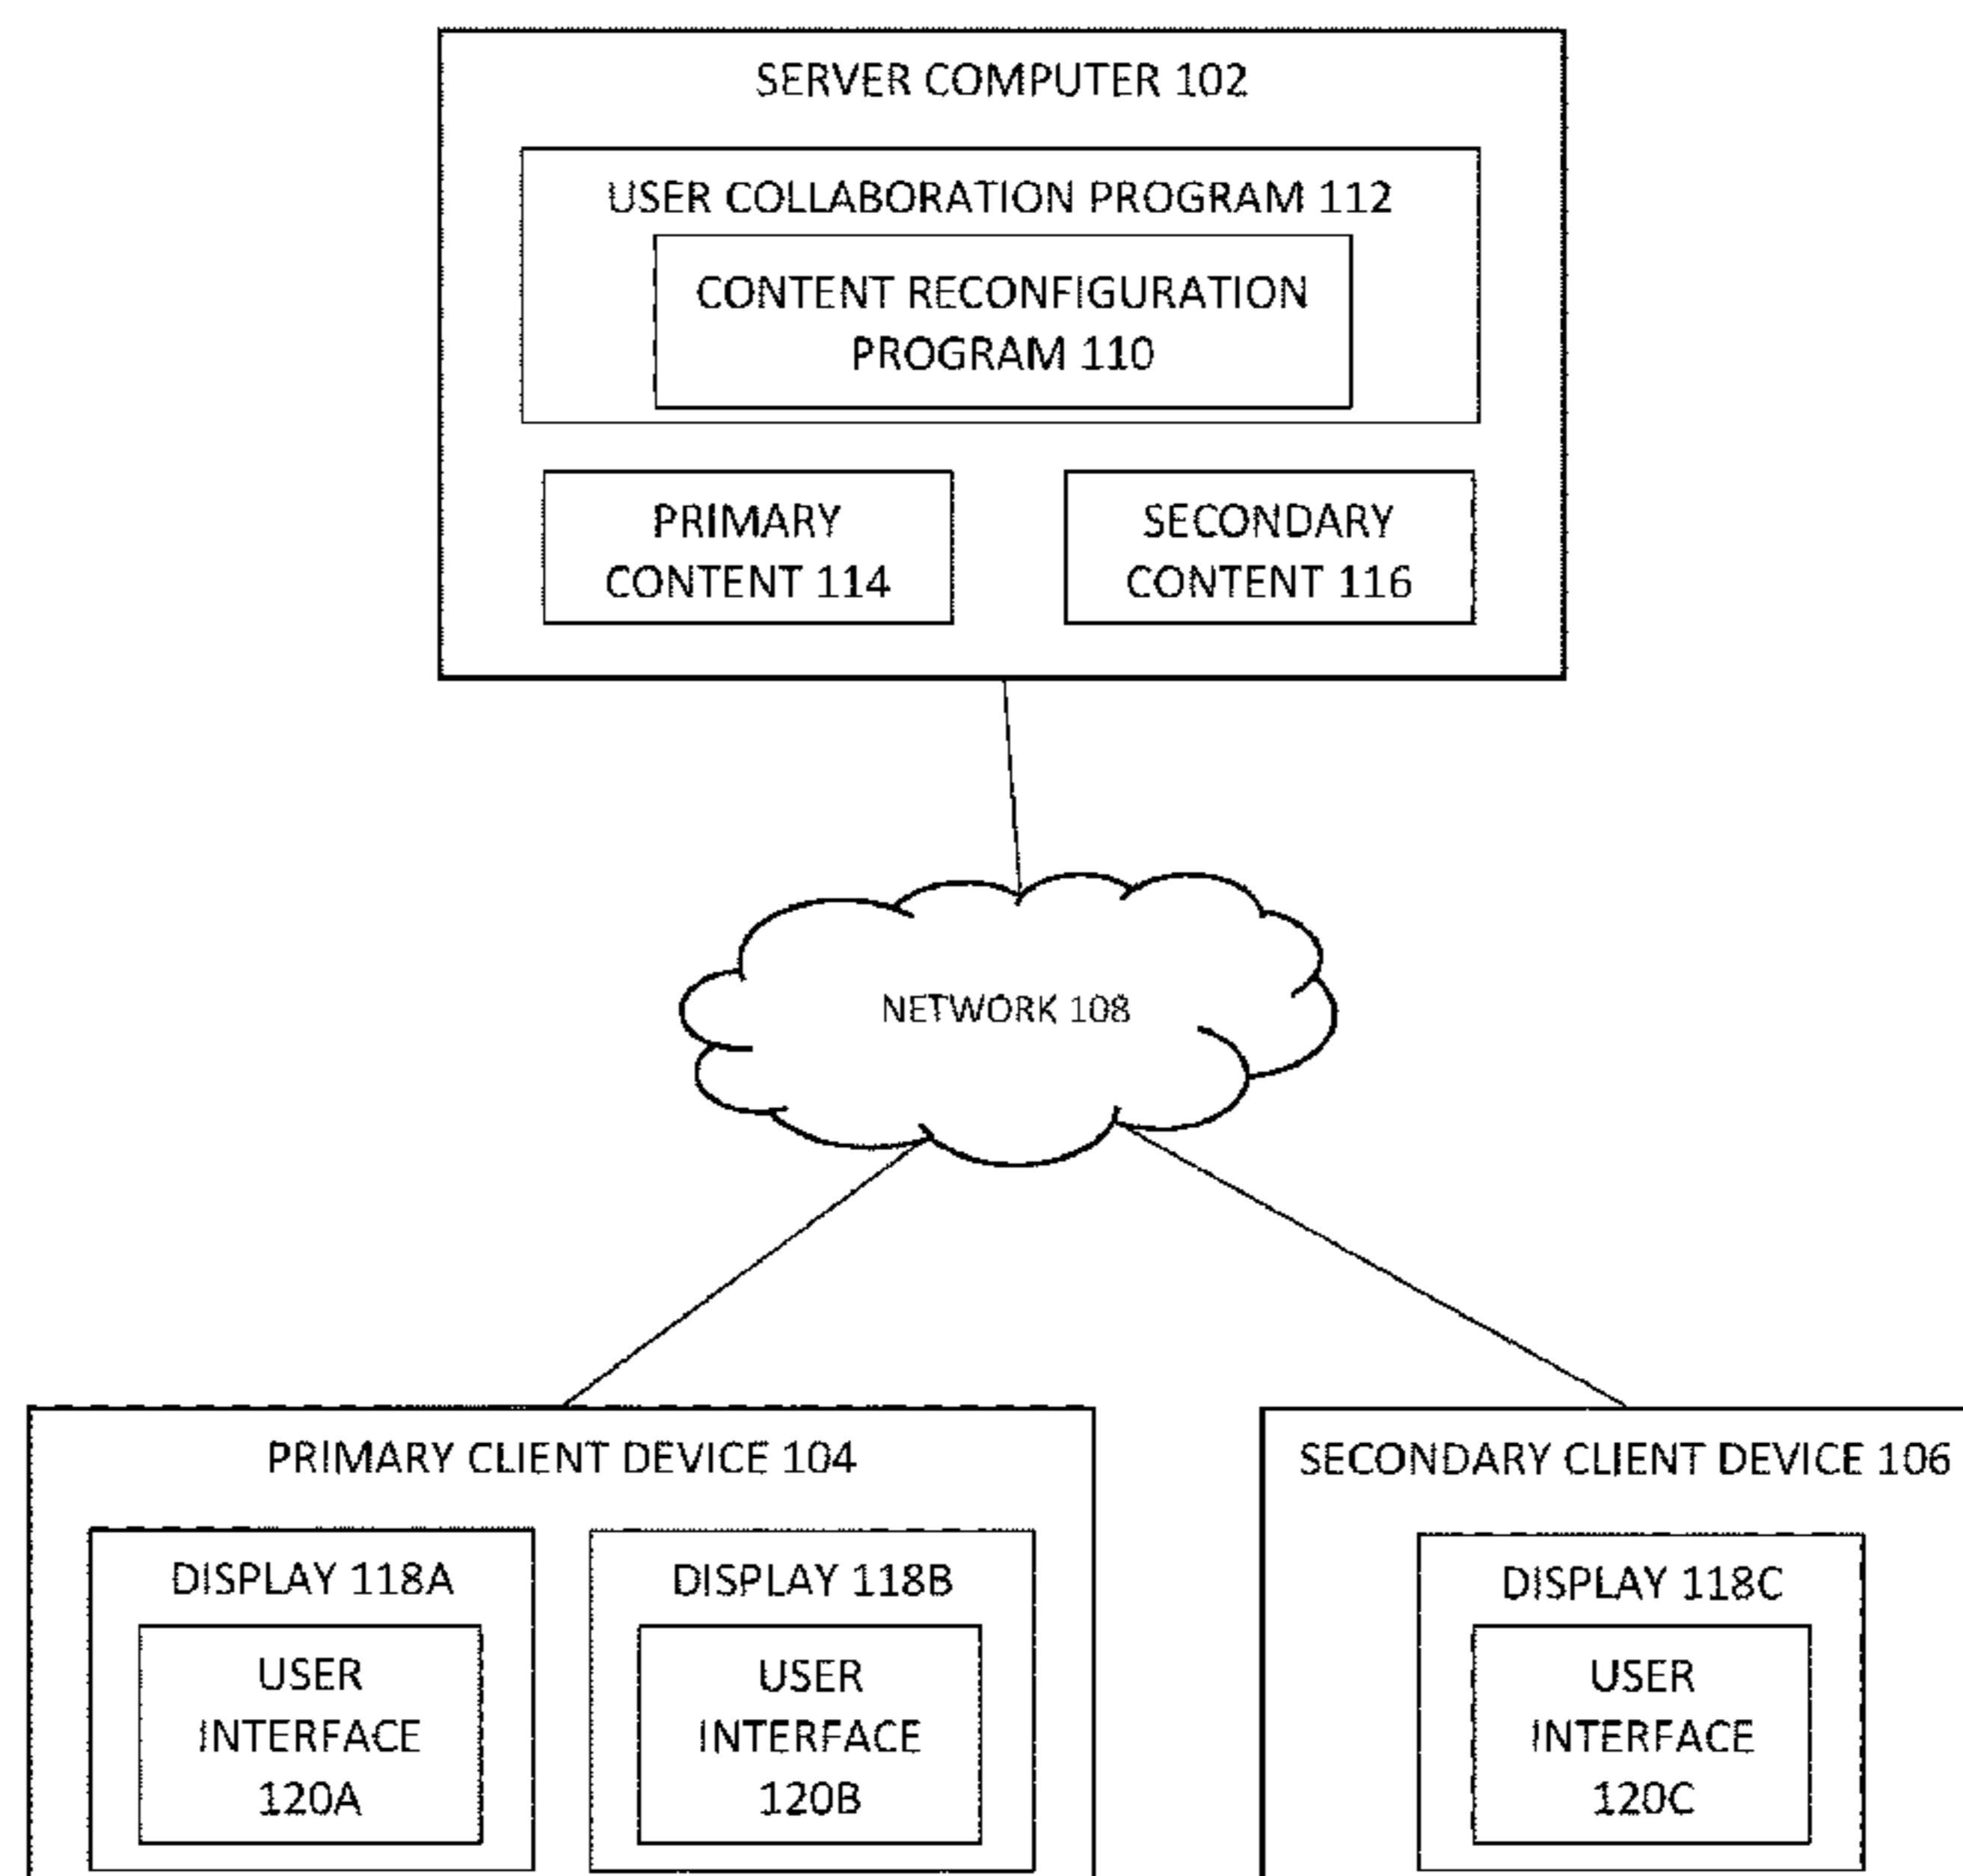 SERVER COMPUTER 102
USER COLLABORATION PROGRAM 112
CONTENT RECONFIGURATION
PROGRAM 110
PRIMARY
CONTENT 114
SECONDARY
CONTENT 116
NETWORK 108
PRIMARY CLIENT DEVICE 104
DISPLAY 118A
USER
INTERFACE
120A
DISPLAY 118B
USER
INTERFACE
120B
SECONDARY CLIENT DEVICE 106
DISPLAY 118C
USER
INTERFACE
120C